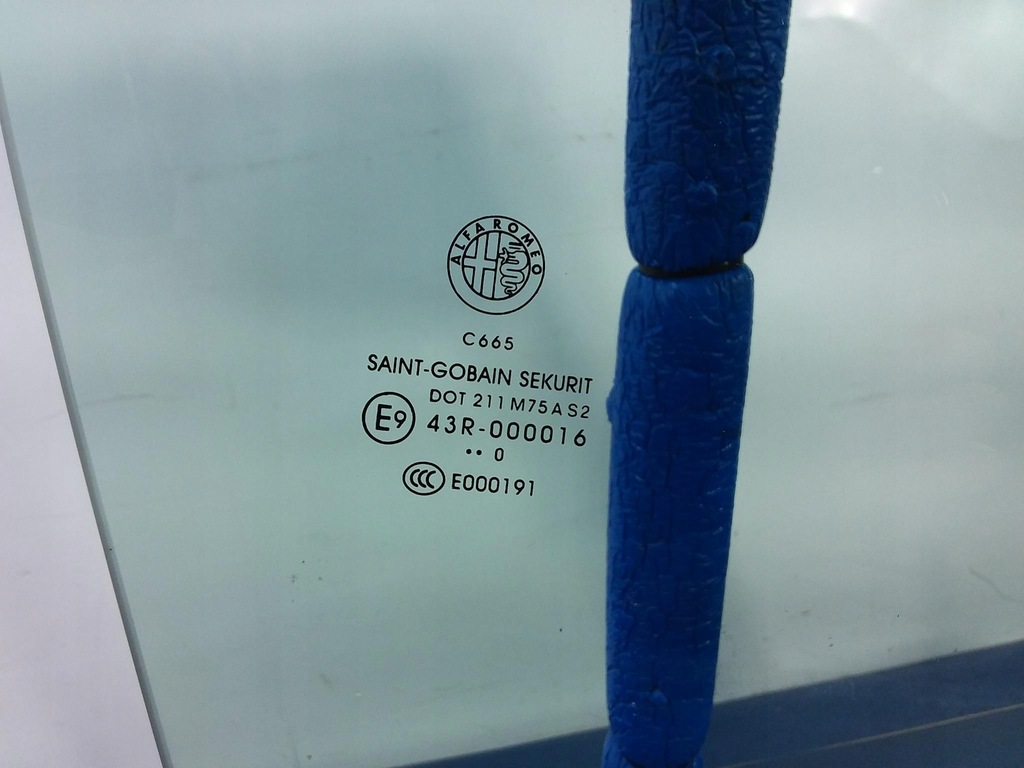 ALFA ROMEO
C665
SAINT-GOBAIN SEKURIT
DOT 211 M75 A S2
E9 43R-000016
•• 0
CCC E000191